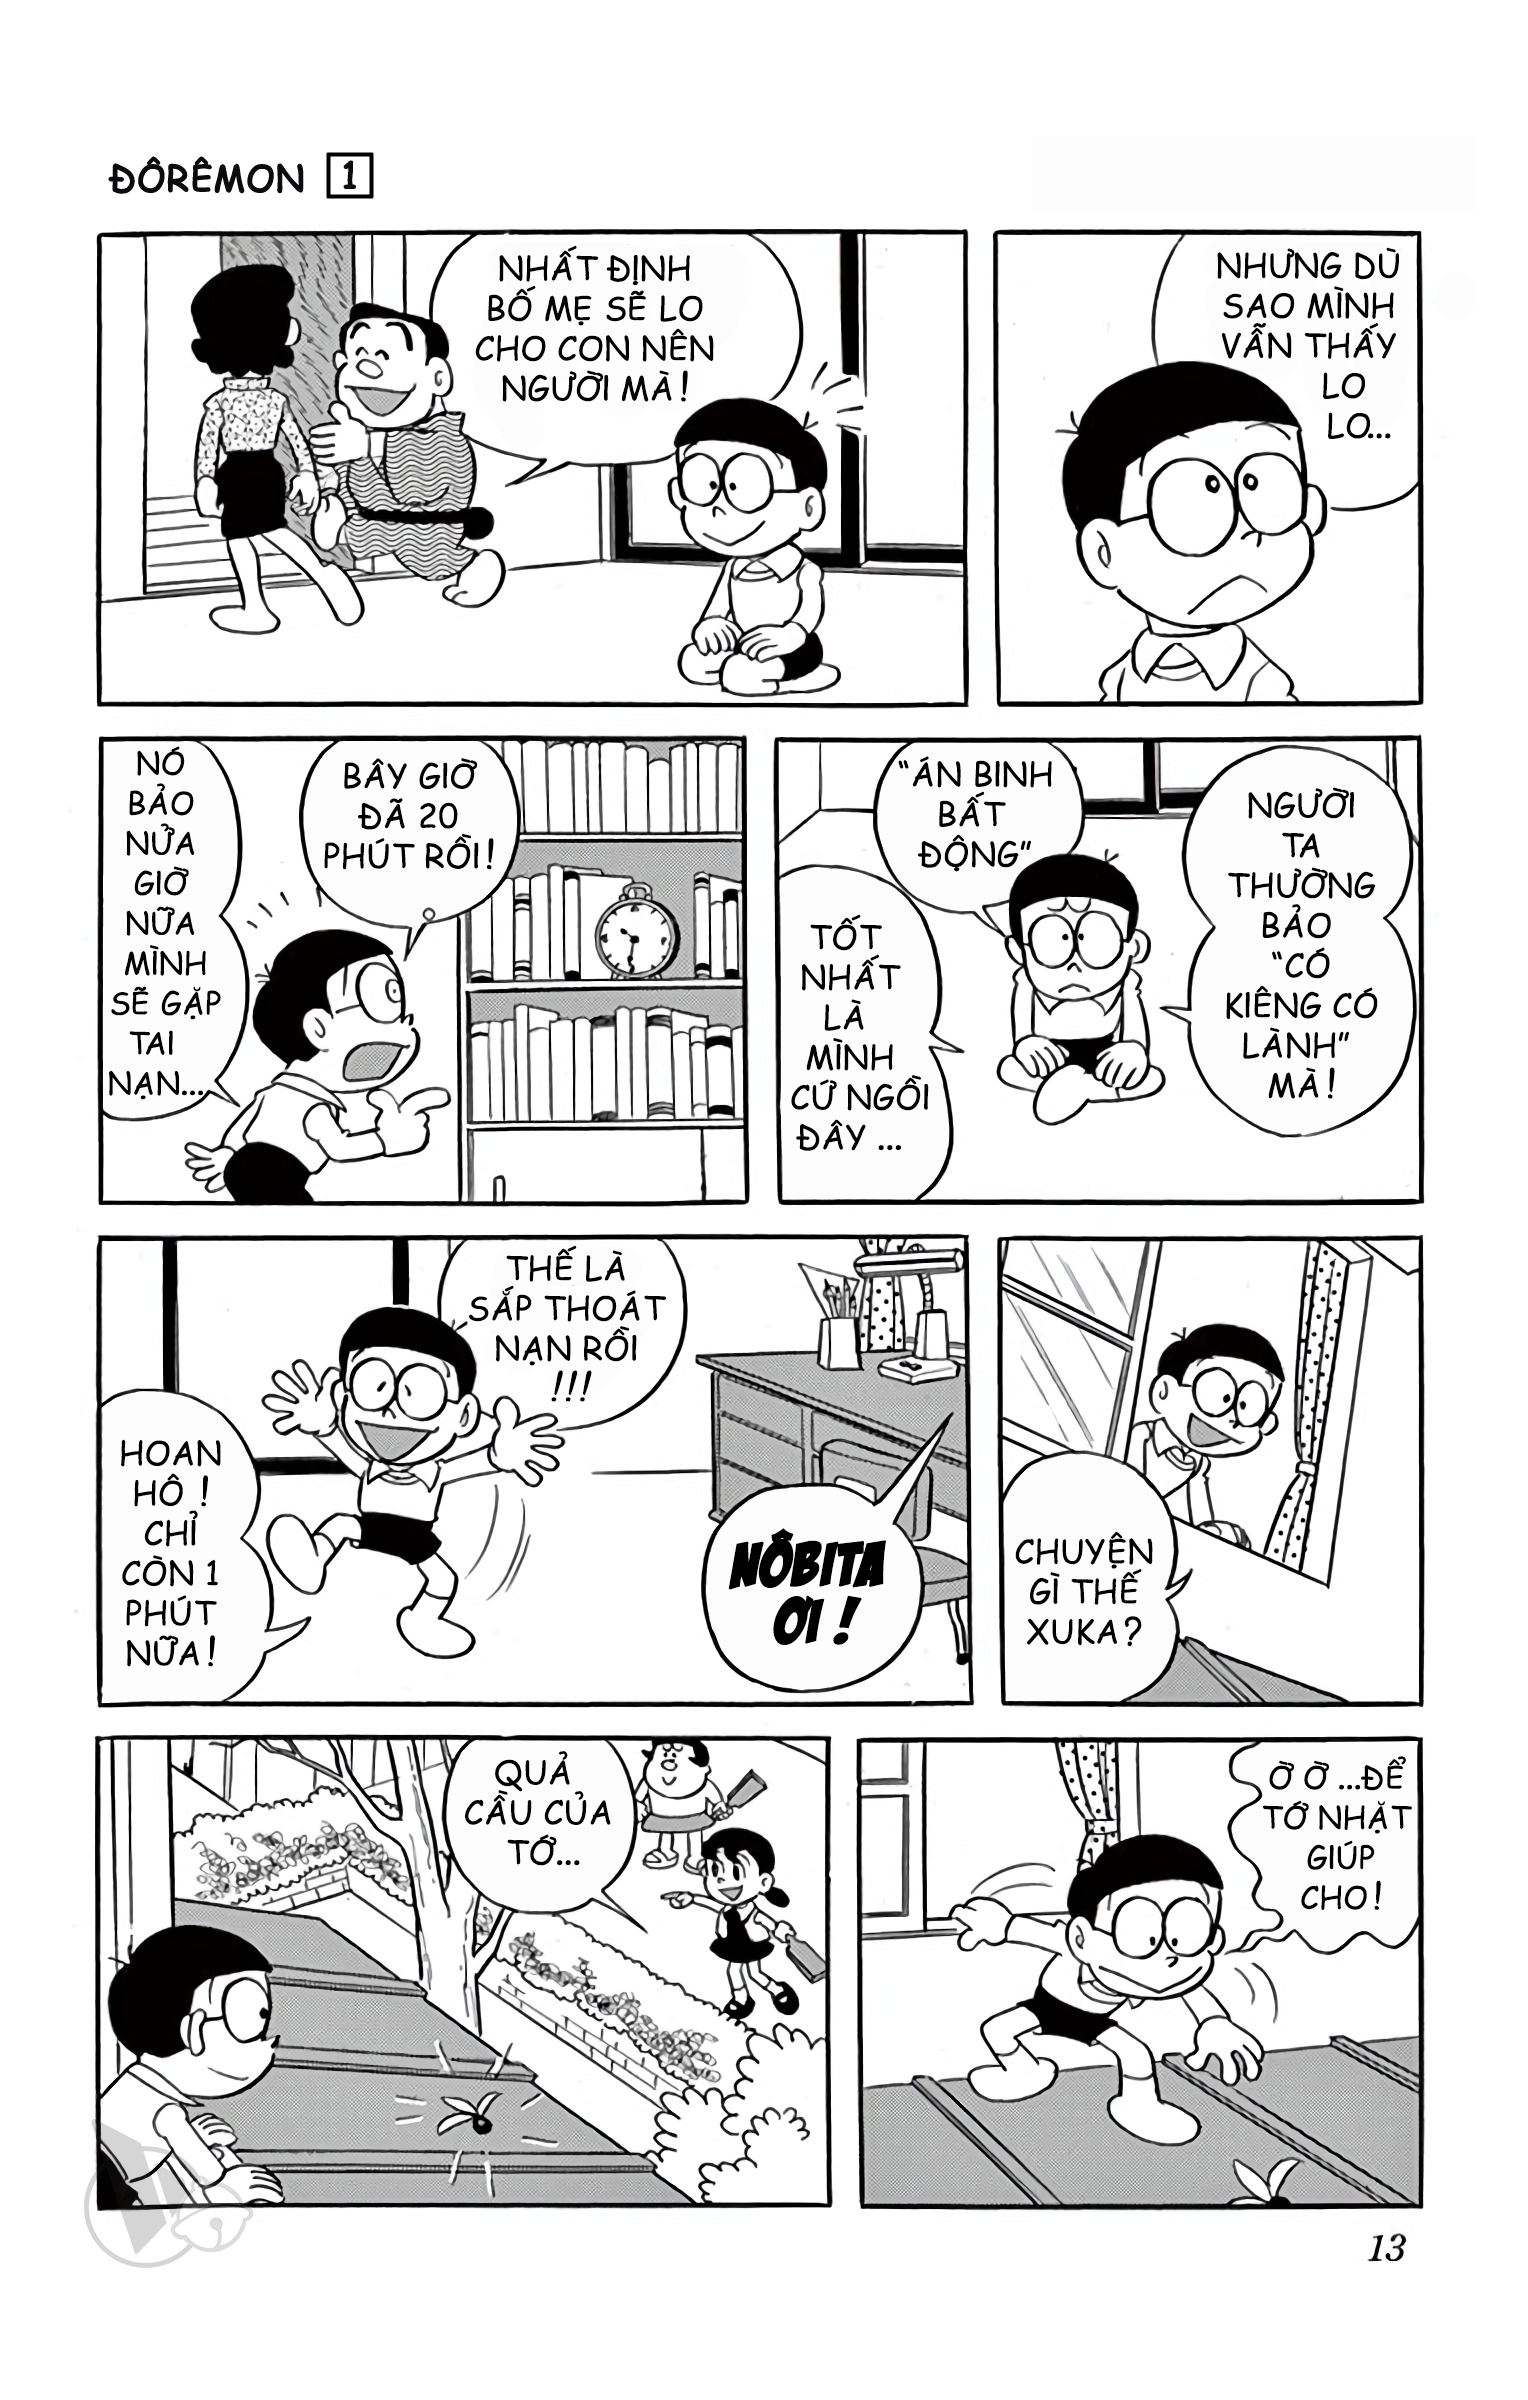 ĐÔRÊMON 1
NHẤT ĐỊNH
BỐ MẸ SẼ LO
CHO CON NÊN
NGƯỜI MÀ!
NHƯNG DÙ
SAO MÌNH
VẪN THẤY
LO
LO...
NÓ
BẢO
NỬA
GIỜ
NỮA
MÌNH
SẼ GẶP
TAI
NẠN....
BÂY GIỜ
ĐÃ 20
PHÚT RỒI!
“ÁN BINH
BẤT
ĐỘNG”
TỐT
NHẤT
LÀ
MÌNH
CỨ NGỒI
ĐÂY ...
NGƯỜI
TA
THƯỜNG
BẢO
“CÓ
KIÊNG CÓ
LÀNH”
MÀ!
HOAN
HÔ!
CHỈ
CÒN 1
PHÚT
NỮA!
THẾ LÀ
SẮP THOÁT
NẠN RỒI
!!!
NÔBITA
ƠI!
CHUYỆN
GÌ THẾ
XUKA?
QUẢ
CẦU CỦA
TỚ...
Ờ Ờ ...ĐỂ
TỚ NHẶT
GIÚP
CHO!
13